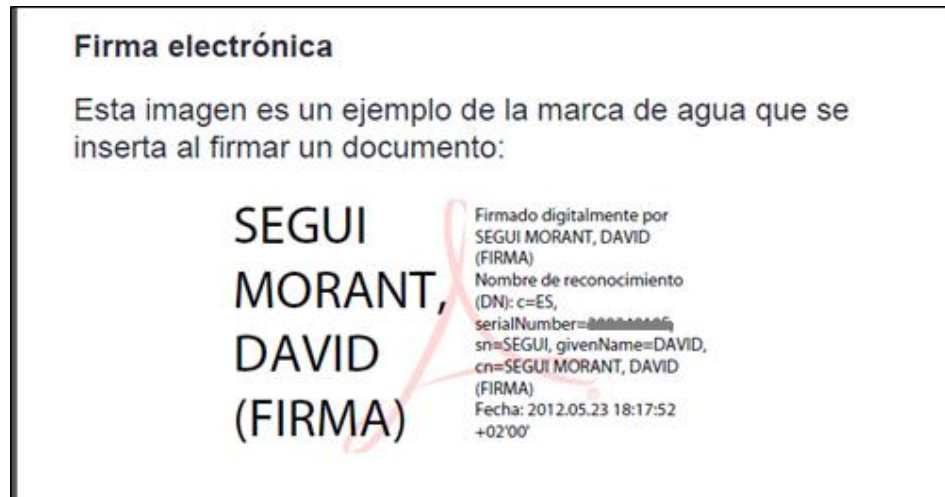 Firma electrónica
Esta imagen es un ejemplo de la marca de agua que se
inserta al firmar un documento:
SEGUI
MORANT,
DAVID
(FIRMA)
Firmado digitalmente por
SEGUI MORANT, DAVID
(FIRMA)
Nombre de reconocimiento
(DN): c=ES,
serialNumber=
sn=SEGUI, givenName=DAVID,
cn=SEGUI MORANT, DAVID
(FIRMA)
Fecha: 2012.05.23 18:17:52
+02'00'